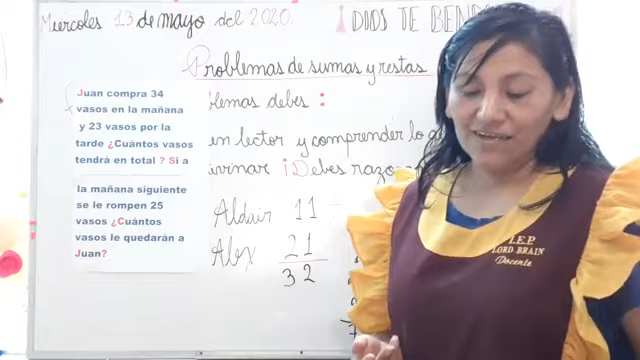 Miercoles 13 de mayo del 2020.
¡DIOS TE
Problemas de sumas y restas
Juan compra 34
vasos en la mañana
y 23 vasos por la
tarde ¿Cuántos vasos
tendrá en total ? Si a
la mañana siguiente
se le rompen 25
vasos ¿Cuántos
vasos le quedarán a
Juan?
blemas debes :
en lector y comprender lo
ivinar ¡Debes
Aldair 11
Alex 21
32
I.E.P
LORD BRAIN
Docente